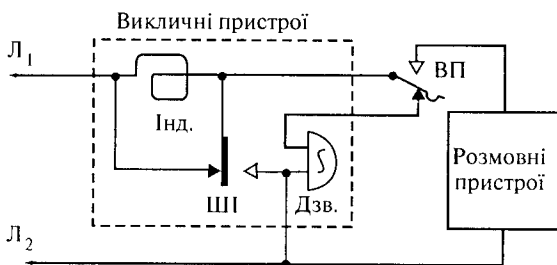 Викличні пристрої
Л1
ВП
Інд.
Розмовні
пристрої
ШІ
Дзв.
Л2